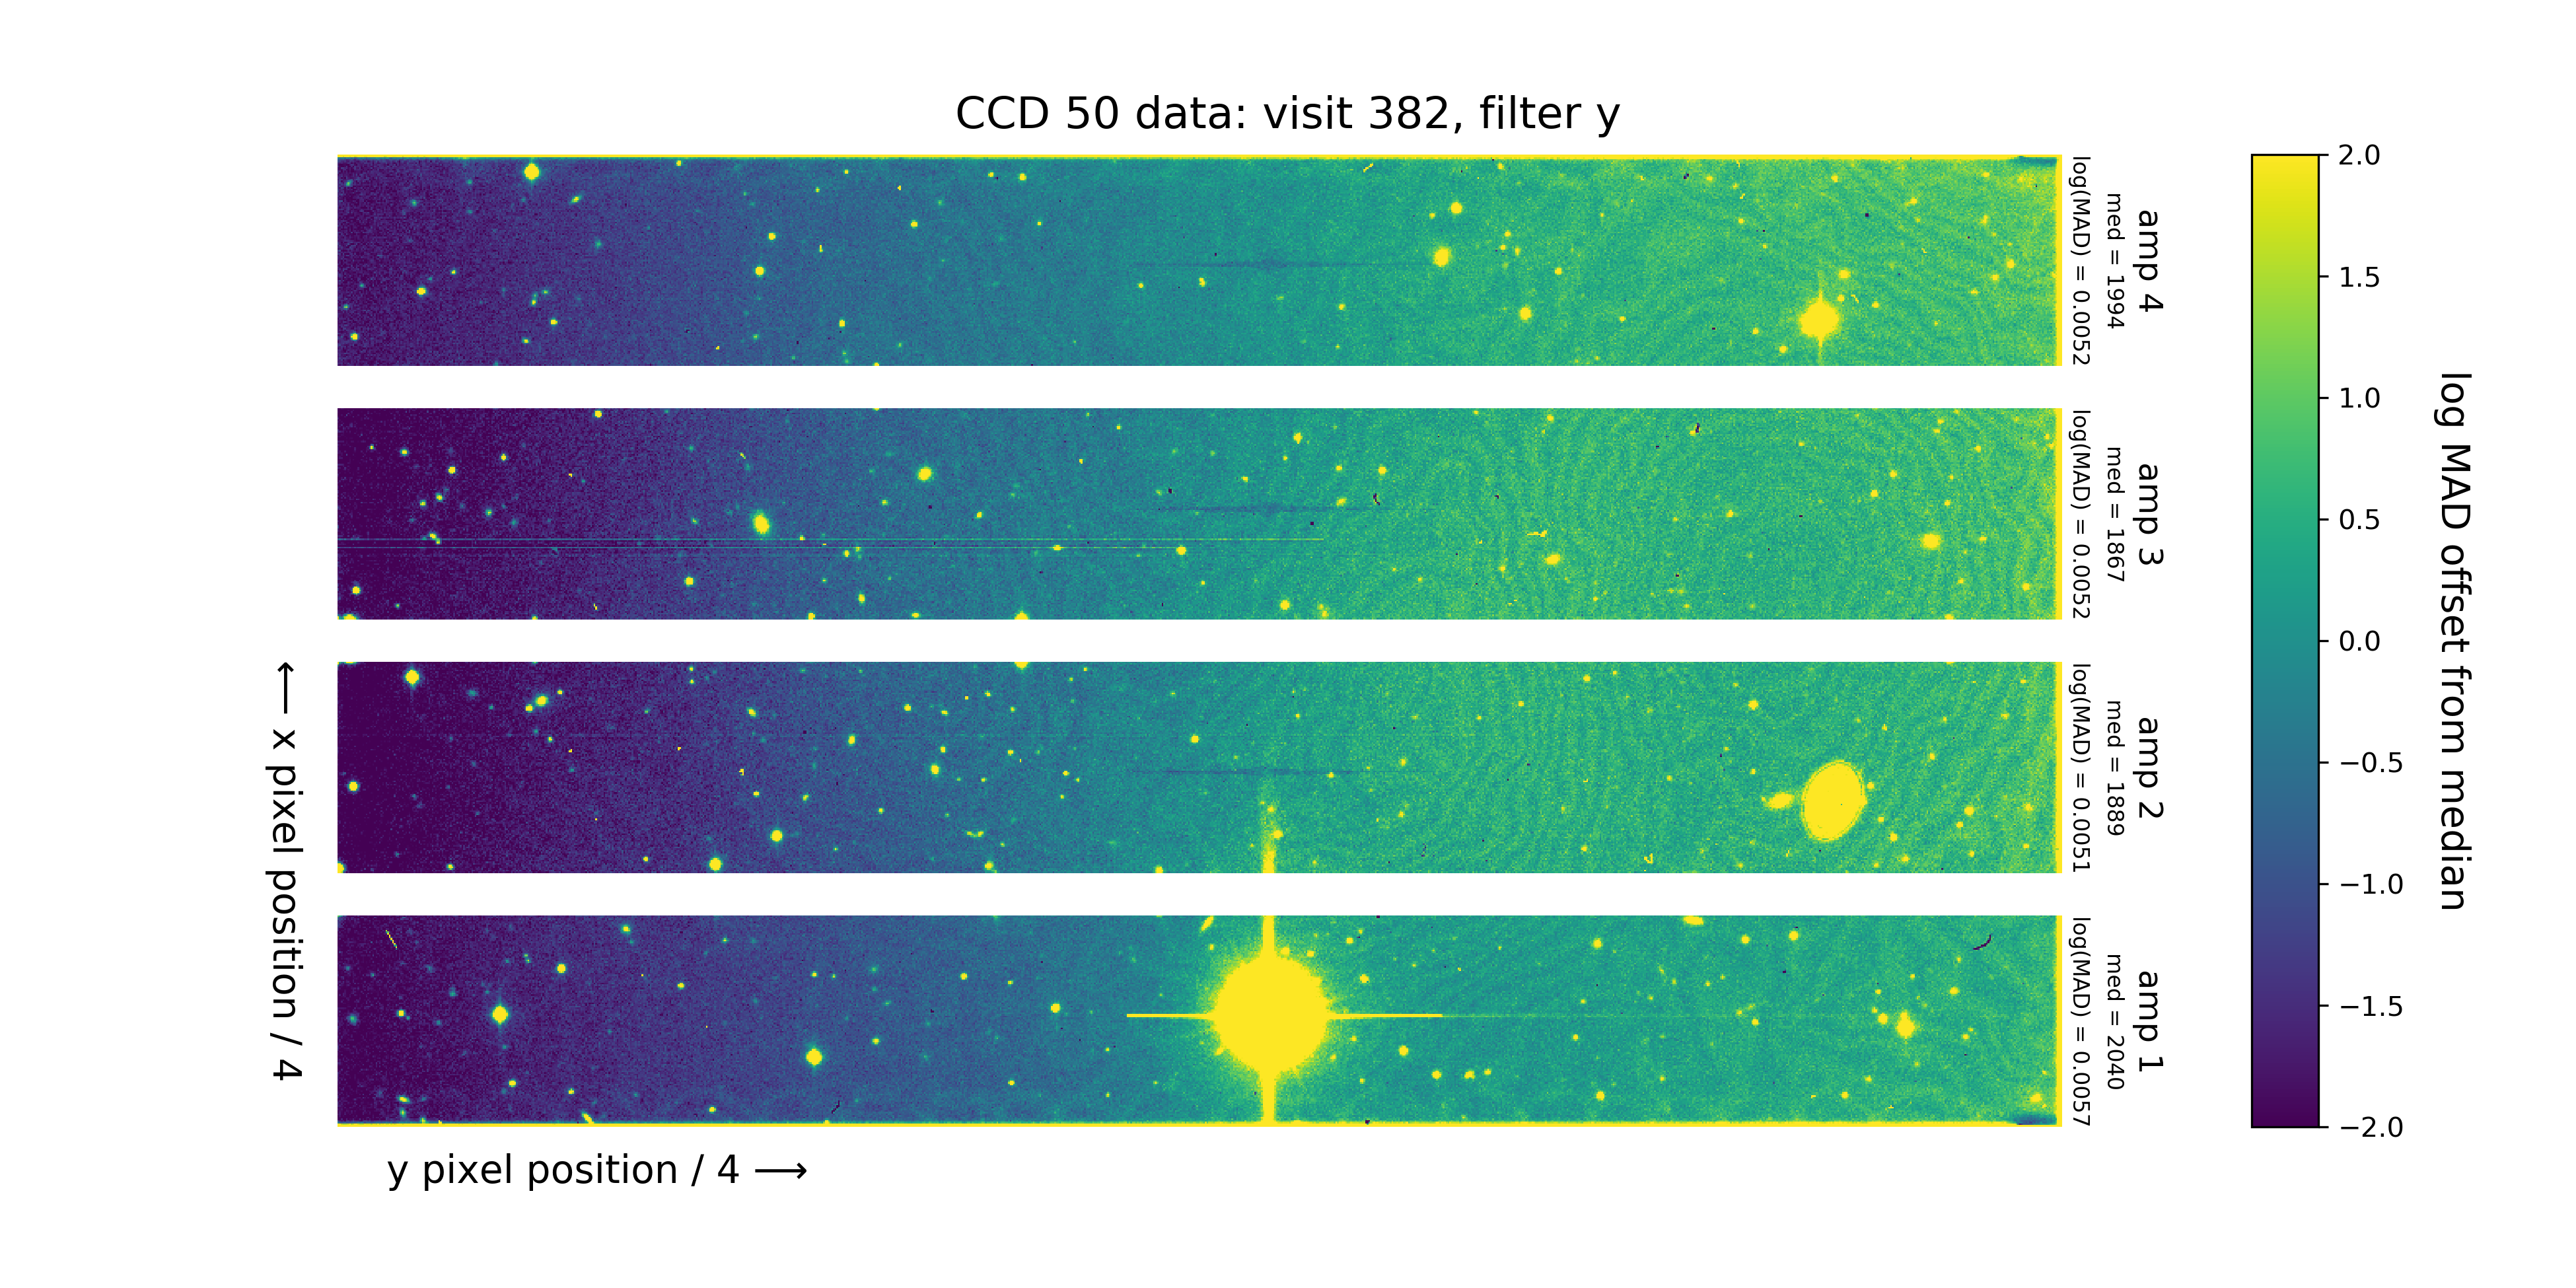 CCD 50 data: visit 382, filter y
amp 4
med = 1994
log(MAD) = 0.0052
amp 3
med = 1867
log(MAD) = 0.0052
amp 2
med = 1889
log(MAD) = 0.0051
amp 1
med = 2040
log(MAD) = 0.0057
⟵ x pixel position / 4
y pixel position / 4 ⟶
2.0
1.5
1.0
0.5
0.0
−0.5
−1.0
−1.5
−2.0
log MAD offset from median